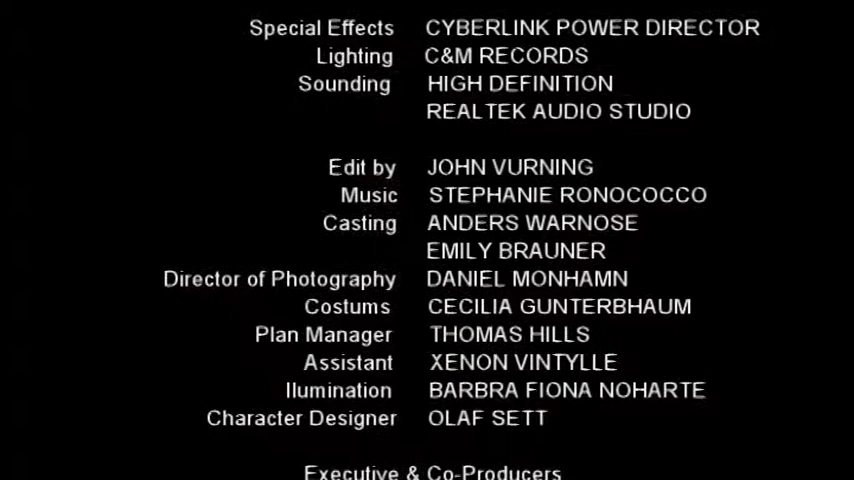 Special Effects CYBERLINK POWER DIRECTOR
Lighting C&M RECORDS
Sounding HIGH DEFINITION
REALTEK AUDIO STUDIO
Edit by JOHN VURNING
Music STEPHANIE RONOCOCCO
Casting ANDERS WARNOSE
EMILY BRAUNER
Director of Photography DANIEL MONHAMN
Costums CECILIA GUNTERBHAUM
Plan Manager THOMAS HILLS
Assistant XENON VINTYLLE
Ilumination BARBRA FIONA NOHARTE
Character Designer OLAF SETT
Executive & Co-Producers